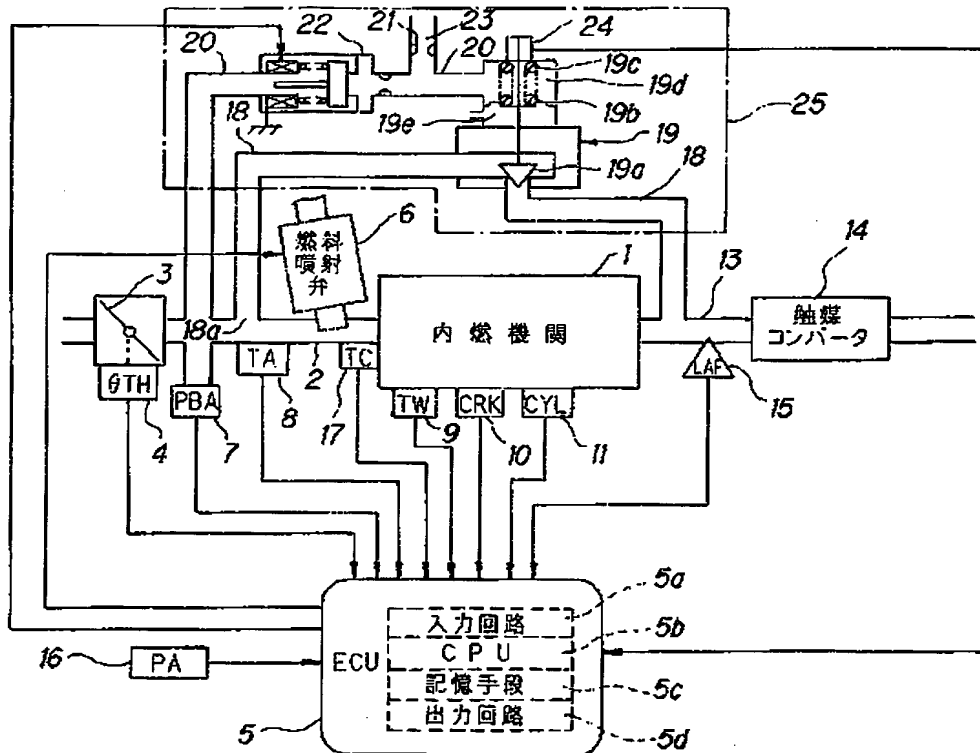 21
23
24
20
22
20
19c
19d
19e
19b
25
18
19
19a
18
6
燃料
噴射
弁
1
14
3
13
18a
内燃機関
触媒
コンバータ
TA
2
TC
LAF
θTH
PBA
8
17
TW
CRK
CYL
15
4
7
9
10
11
5a
入力回路
5b
ECU
CPU
16
PA
記憶手段
5c
出力回路
5
5d